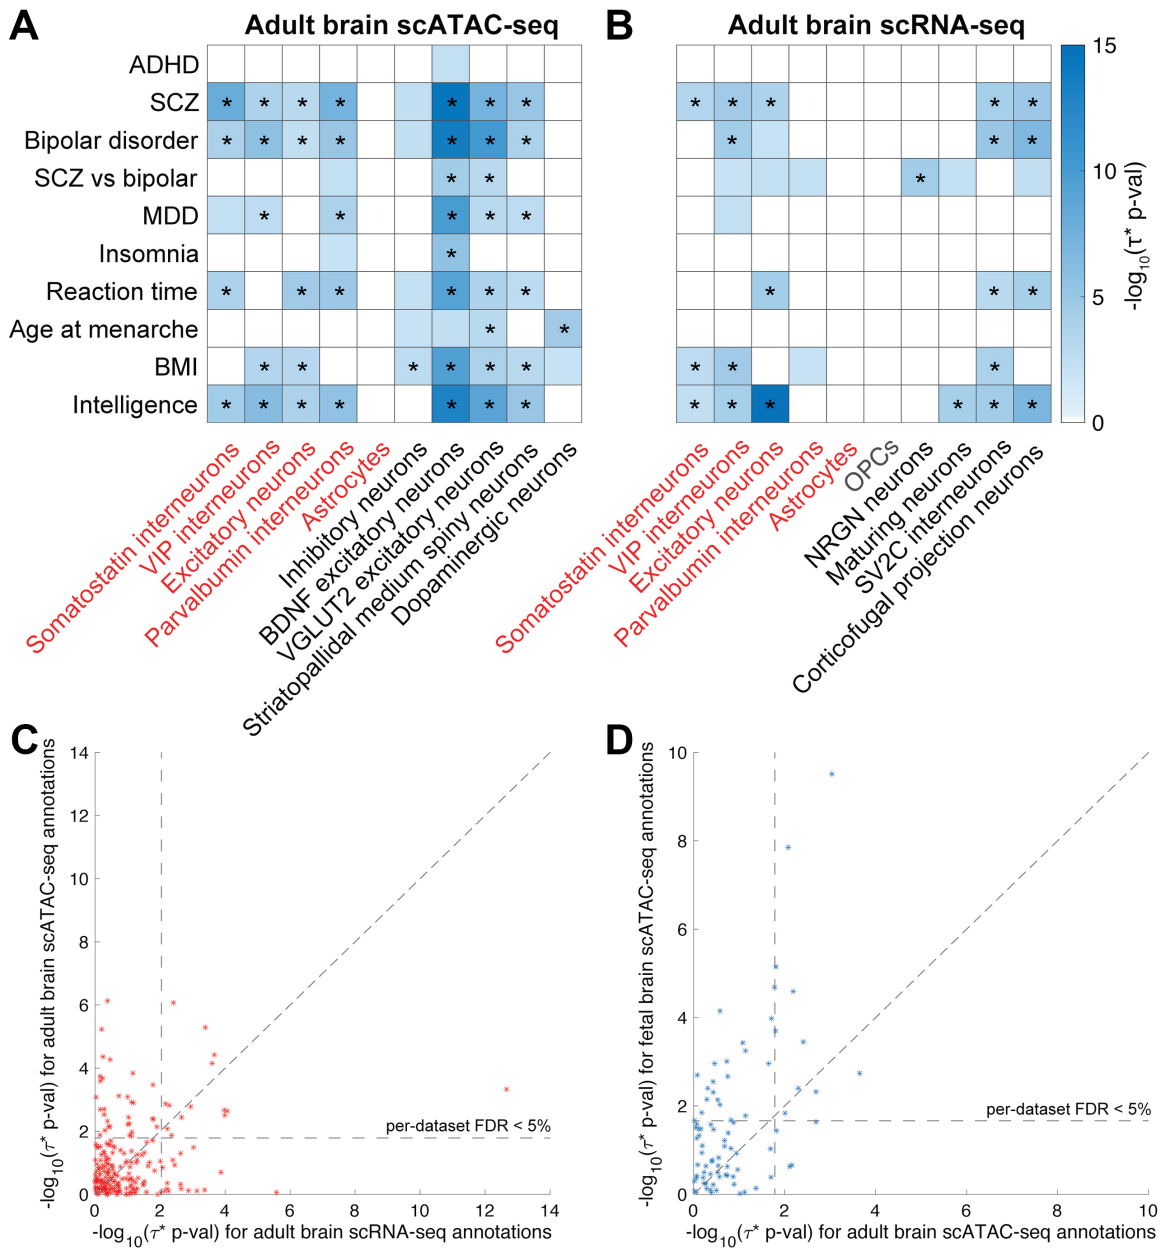 A
Adult brain scATAC-seq
ADHD
SCZ
Bipolar disorder
SCZ vs bipolar
MDD
Insomnia
Reaction time
Age at menarche
BMI
Intelligence
Somatostatin interneurons
VIP interneurons
Excitatory neurons
Parvalbumin interneurons
Astrocytes
Inhibitory neurons
BDNF excitatory neurons
VGLUT2 excitatory neurons
Striatopallidal medium spiny neurons
Dopaminergic neurons
B
Adult brain scRNA-seq
Somatostatin interneurons
VIP interneurons
Excitatory neurons
Parvalbumin interneurons
Astrocytes
OPCs
NRGN neurons
Maturing neurons
SV2C interneurons
Corticofugal projection neurons
15
10
5
0
-log10(τ* p-val)
C
-log10(τ* p-val) for adult brain scATAC-seq annotations
14
12
10
8
6
4
2
0
per-dataset FDR < 5%
0 2 4 6 8 10 12 14
-log10(τ* p-val) for adult brain scRNA-seq annotations
D
-log10(τ* p-val) for fetal brain scATAC-seq annotations
10
8
6
4
2
0
per-dataset FDR < 5%
0 2 4 6 8 10
-log10(τ* p-val) for adult brain scATAC-seq annotations